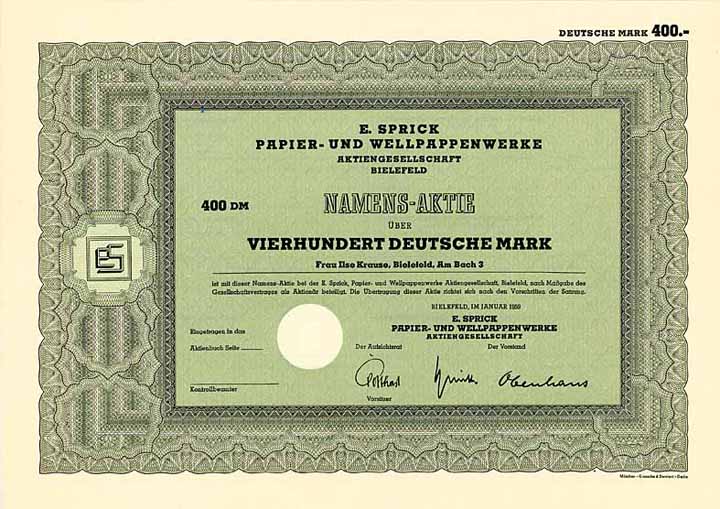 DEUTSCHE MARK 400.-
E. SPRICK
PAPIER- UND WELLPAPPENWERKE
AKTIENGESELLSCHAFT
BIELEFELD
400 DM NAMENS-AKTIE
ÜBER
VIERHUNDERT DEUTSCHE MARK
Frau Ilse Krause, Bielefeld, Am Bach 3
ist mit dieser Namens-Aktie bei der E. Sprick, Papier- und Wellpappenwerke Aktiengesellschaft, Bielefeld, nach Maßgabe des
Gesellschaftsvertrages als Aktionär beteiligt. Die Übertragung dieser Aktie richtet sich nach den Vorschriften der Satzung.
BIELEFELD, IM JANUAR 1959
E. SPRICK
PAPIER- UND WELLPAPPENWERKE
AKTIENGESELLSCHAFT
Eingetragen in das
Aktienbuch Seite
Der Aufsichtsrat Der Vorstand
Obenhaus
Kontrollbeamter
Vorsitzer
ES